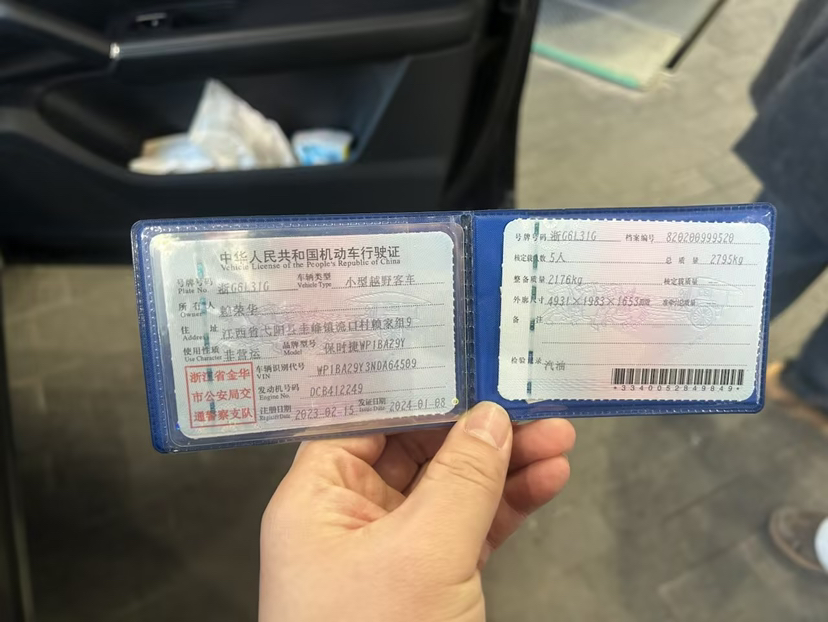 中华人民共和国机动车行驶证
Vehicle License of the People's Republic of China
号牌号码 浙G6L31G 车辆类型 小型越野客车
Plate No. Vehicle Type
所有人 赖荣华
Owner
住址 江西省弋阳县圭峰镇流口村赖家组9
Address
使用性质 非营运 品牌型号 保时捷WP1BA29Y
Use Character Model
浙江省金华
市公安局交
通警察支队
车辆识别代号 WP1BA29Y3NDA64509
VIN
发动机号码 DCB412249
Engine No.
注册日期 2023-02-15 发证日期 2024-01-08
Register Date Issue Date
号牌号码 浙G6L31G 档案编号 820200999520
核定载人数 5人 总质量 2795kg
整备质量 2176kg 核定载质量 --
外廓尺寸 4931×1983×1653mm 准牵引总质量
备注
检验记录 汽油
*3340052849849*